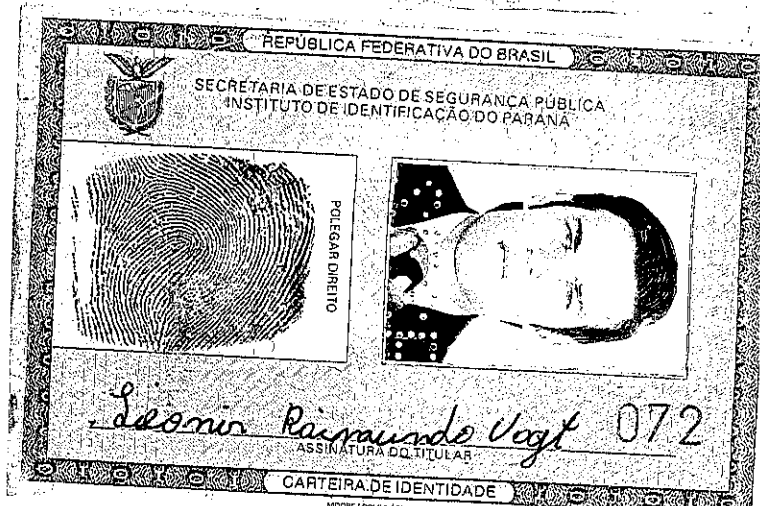 REPÚBLICA FEDERATIVA DO BRASIL
SECRETARIA DE ESTADO DE SEGURANÇA PÚBLICA
INSTITUTO DE IDENTIFICAÇÃO DO PARANÁ
POLEGAR DIREITO
Leonir Raimundo Vogt 072
ASSINATURA DO TITULAR
CARTEIRA DE IDENTIDADE